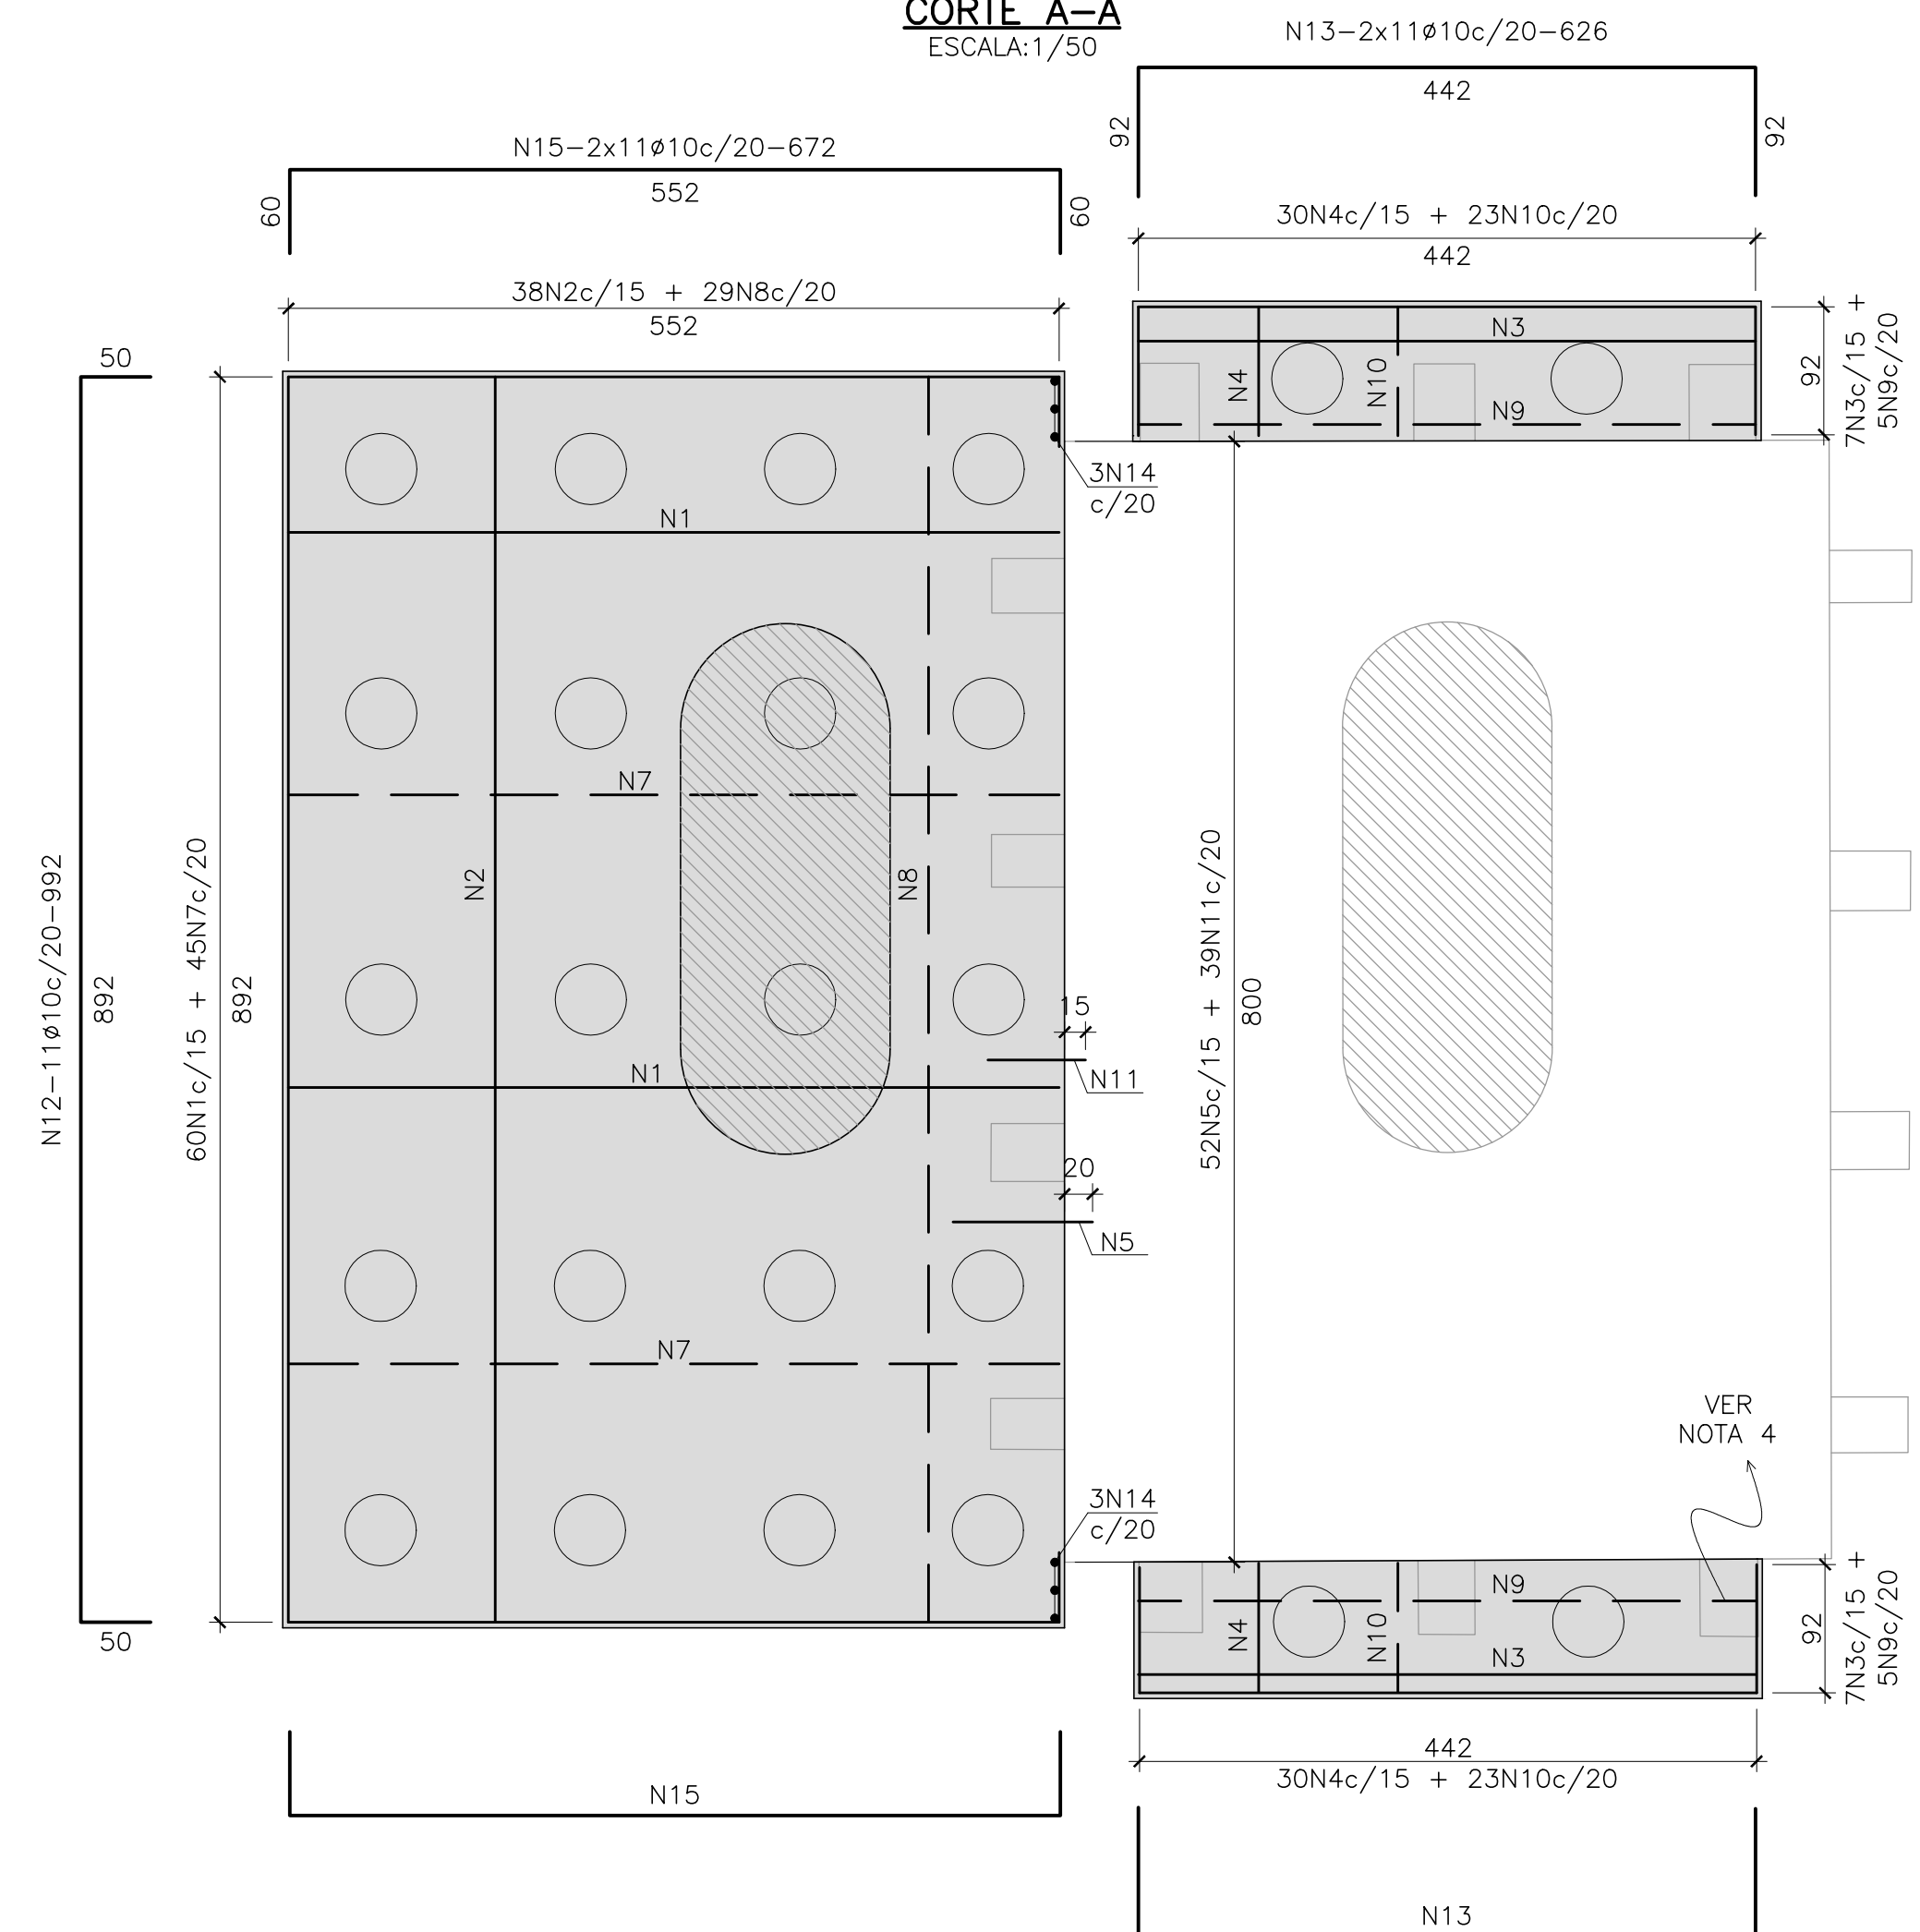 CORTE A-A
ESCALA:1/50
N13-2x11ø10c/20-626
442
92
92
N15-2x11ø10c/20-672
552
60
60
30N4c/15 + 23N10c/20
442
38N2c/15 + 29N8c/20
552
50
N3
N4
N10
N9
92
7N3c/15 +
5N9c/20
3N14
c/20
N1
N7
N2
N8
N12-11ø10c/20-992
892
60N1c/15 + 45N7c/20
892
52N5c/15 + 39N11c/20
800
15
N11
N1
20
N5
N7
VER
NOTA 4
3N14
c/20
N9
N4
N10
N3
92
7N3c/15 +
5N9c/20
50
442
30N4c/15 + 23N10c/20
N15
N13